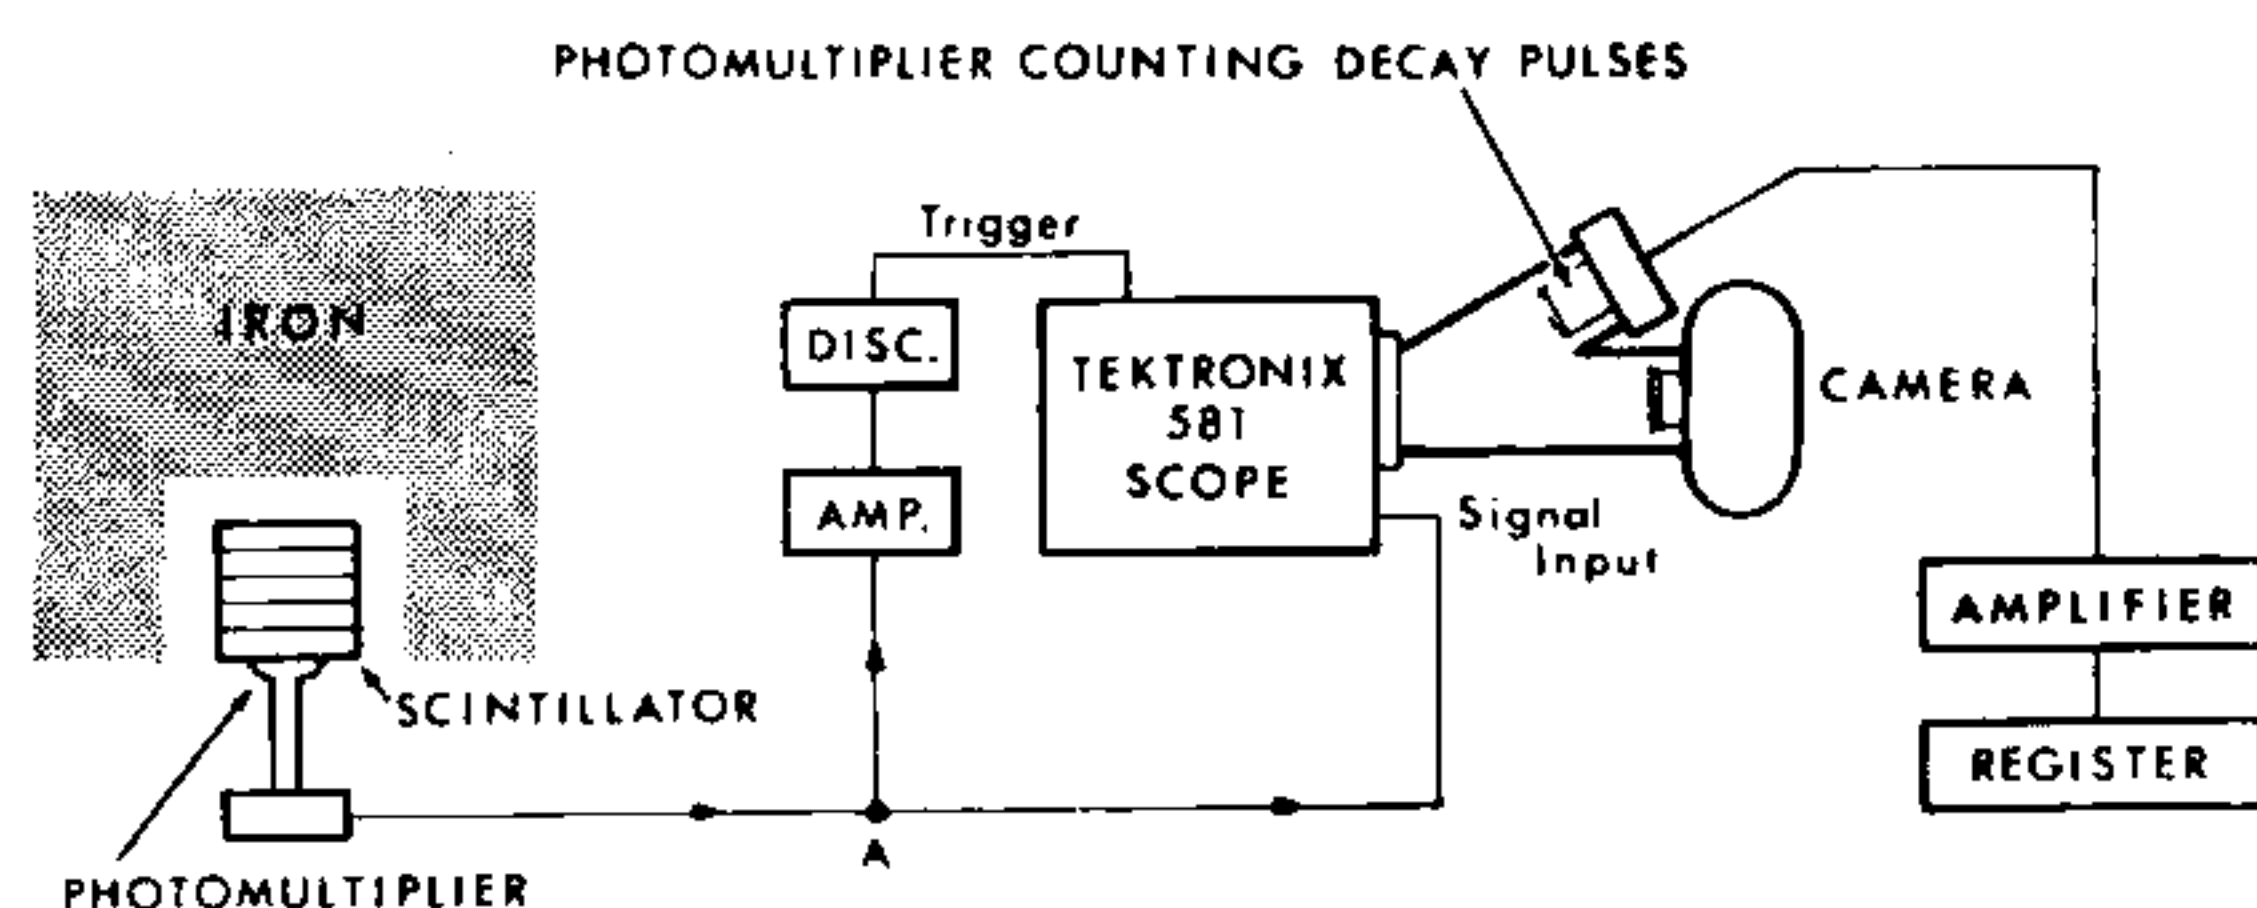 PHOTOMULTIPLIER COUNTING DECAY PULSES
Trigger
IRON
DISC.
TEKTRONIX
581
SCOPE
CAMERA
AMP.
Signal
Input
AMPLIFIER
SCINTILLATOR
REGISTER
A
PHOTOMULTIPLIER